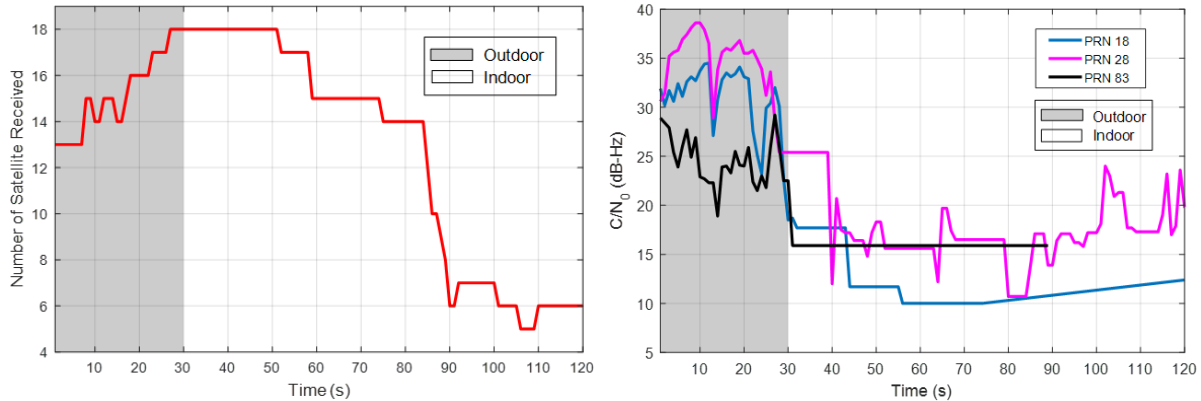 20
18
16
14
12
10
8
6
4
10 20 30 40 50 60 70 80 90 100 110 120
Number of Satellite Received
Time (s)
Outdoor
Indoor
40
35
30
25
20
15
10
5
10 20 30 40 50 60 70 80 90 100 110 120
C/N0 (dB-Hz)
Time (s)
PRN 18
PRN 28
PRN 83
Outdoor
Indoor